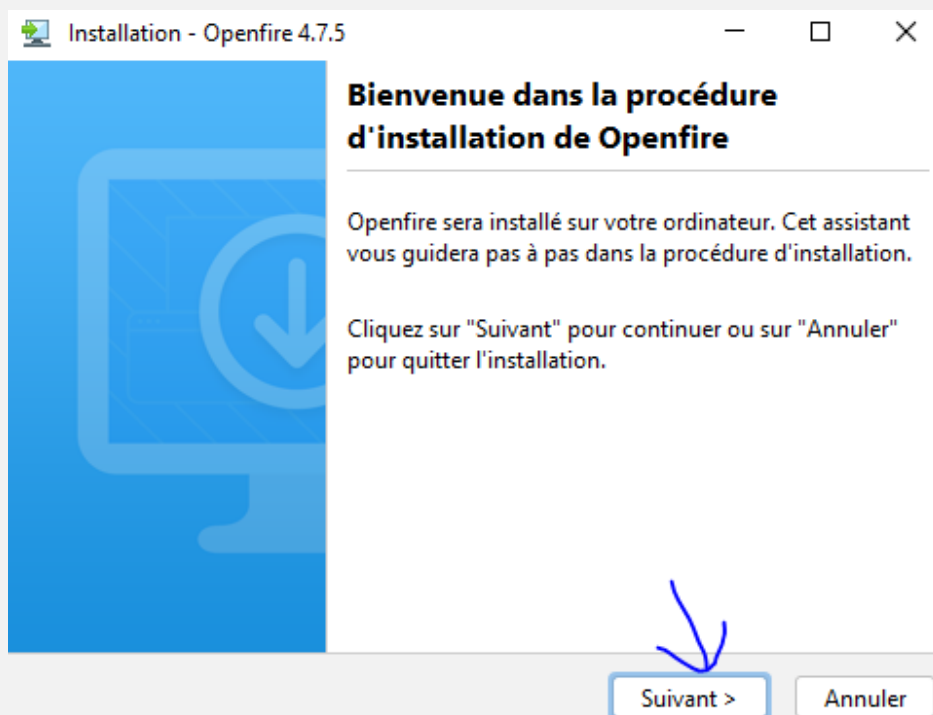 Installation - Openfire 4.7.5
Bienvenue dans la procédure
d'installation de Openfire
Openfire sera installé sur votre ordinateur. Cet assistant
vous guidera pas à pas dans la procédure d'installation.
Cliquez sur "Suivant" pour continuer ou sur "Annuler"
pour quitter l'installation.
Suivant >
Annuler